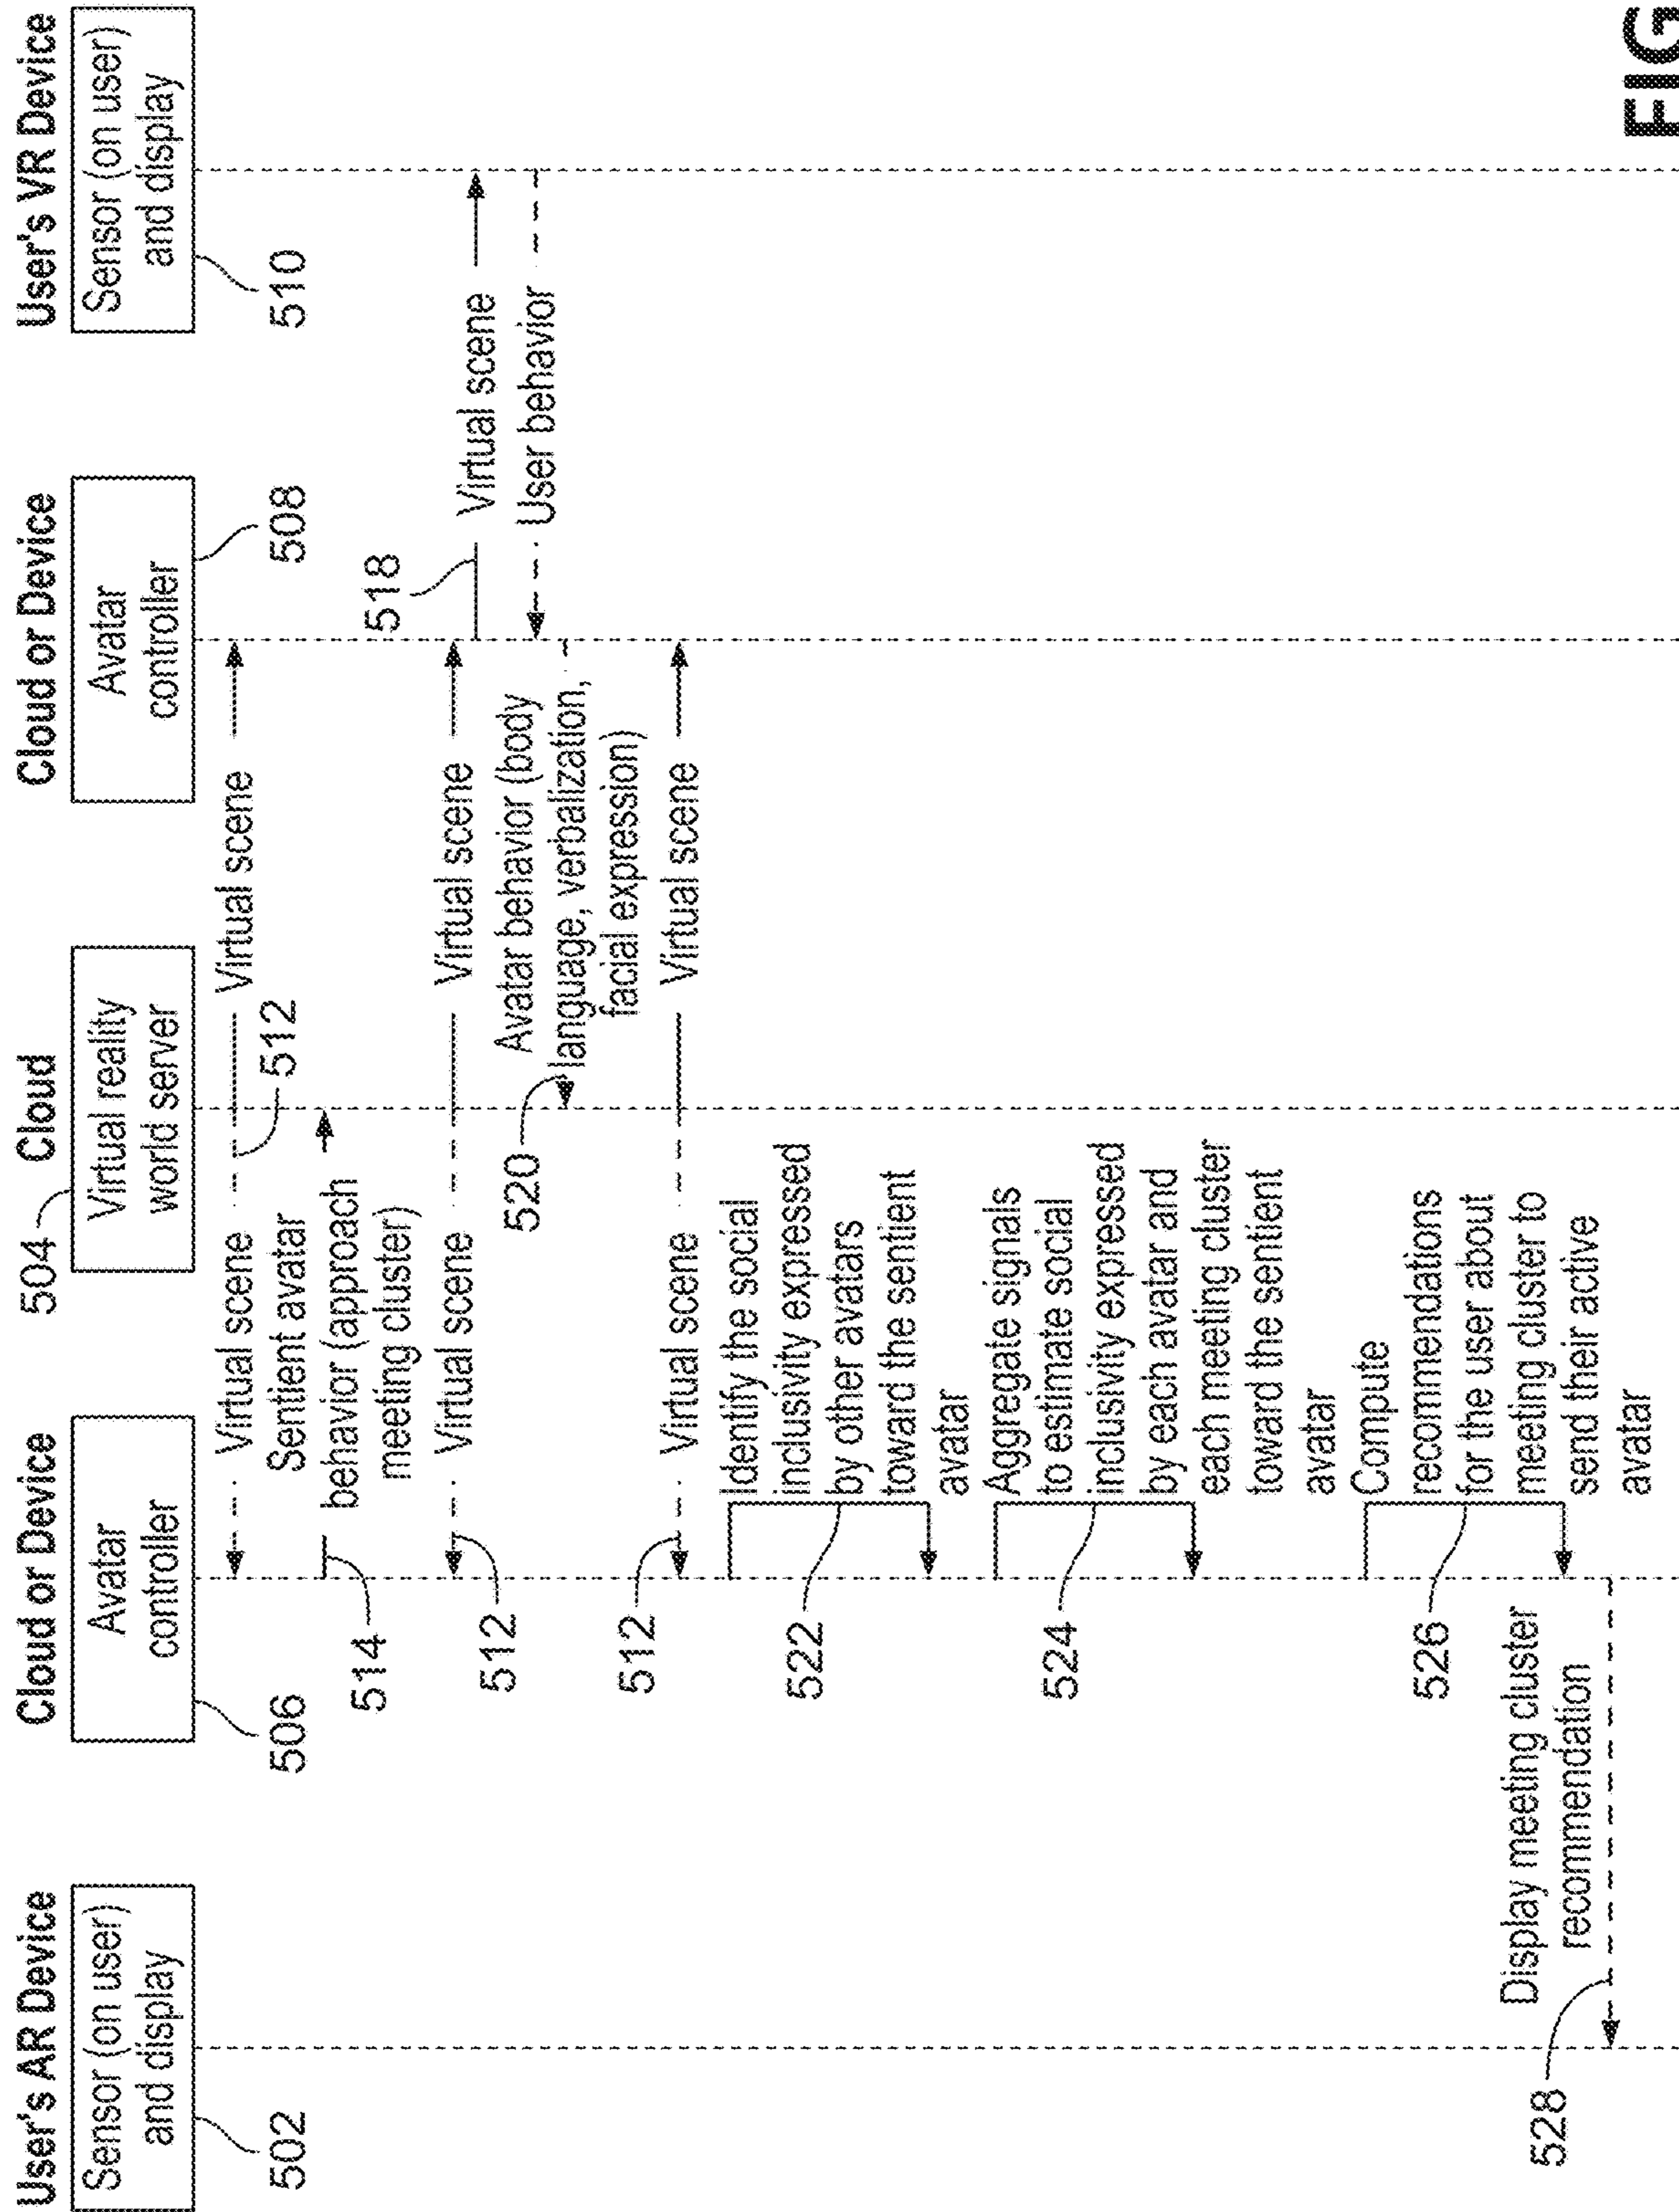 User's AR Device
Sensor (on user)
and display
502
Cloud or Device
Avatar
controller
506
504
Cloud
Virtual reality
world server
Cloud or Device
Avatar
controller
508
User's VR Device
Sensor (on user)
and display
510
Virtual scene
Virtual scene
512
Sentient avatar
behavior (approach
meeting cluster)
514
518
Virtual scene
Virtual scene
512
Virtual scene
User behavior
Avatar behavior (body
language, verbalization,
facial expression)
520
Virtual scene
Virtual scene
512
Identify the social
inclusivity expressed
by other avatars
toward the sentient
avatar
522
Aggregate signals
to estimate social
inclusivity expressed
by each avatar and
each meeting cluster
toward the sentient
avatar
524
Compute
recommendations
for the user about
meeting cluster to
send their active
avatar
526
Display meeting cluster
recommendation
528
FIG